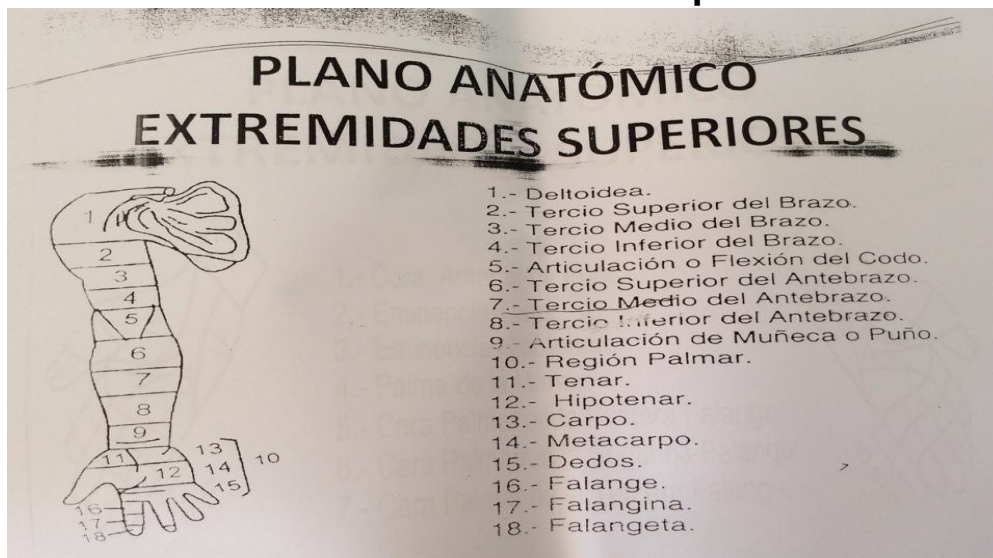 PLANO ANATÓMICO
EXTREMIDADES SUPERIORES
1.- Deltoidea.
2.- Tercio Superior del Brazo.
3.- Tercio Medio del Brazo.
4.- Tercio Inferior del Brazo.
5.- Articulación o Flexión del Codo.
6.- Tercio Superior del Antebrazo.
7.- Tercio Medio del Antebrazo.
8.- Tercio Inferior del Antebrazo.
9.- Articulación de Muñeca o Puño.
10.- Región Palmar.
11.- Tenar.
12.- Hipotenar.
13.- Carpo.
14.- Metacarpo.
15.- Dedos.
16.- Falange.
17.- Falangina.
18.- Falangeta.
1
2
3
4
5
6
7
8
9
11
12
13
14
15
10
16
17
18